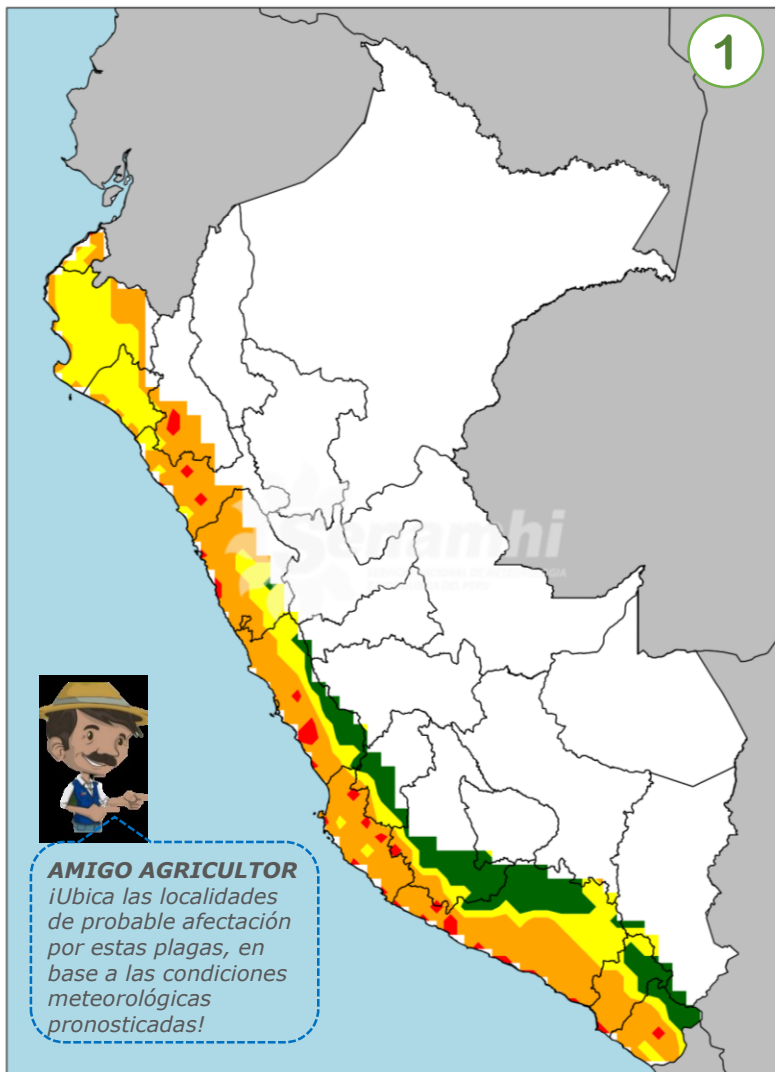 1
Senamhi
AMIGO AGRICULTOR
¡Ubica las localidades
de probable afectación
por estas plagas, en
base a las condiciones
meteorológicas
pronosticadas!